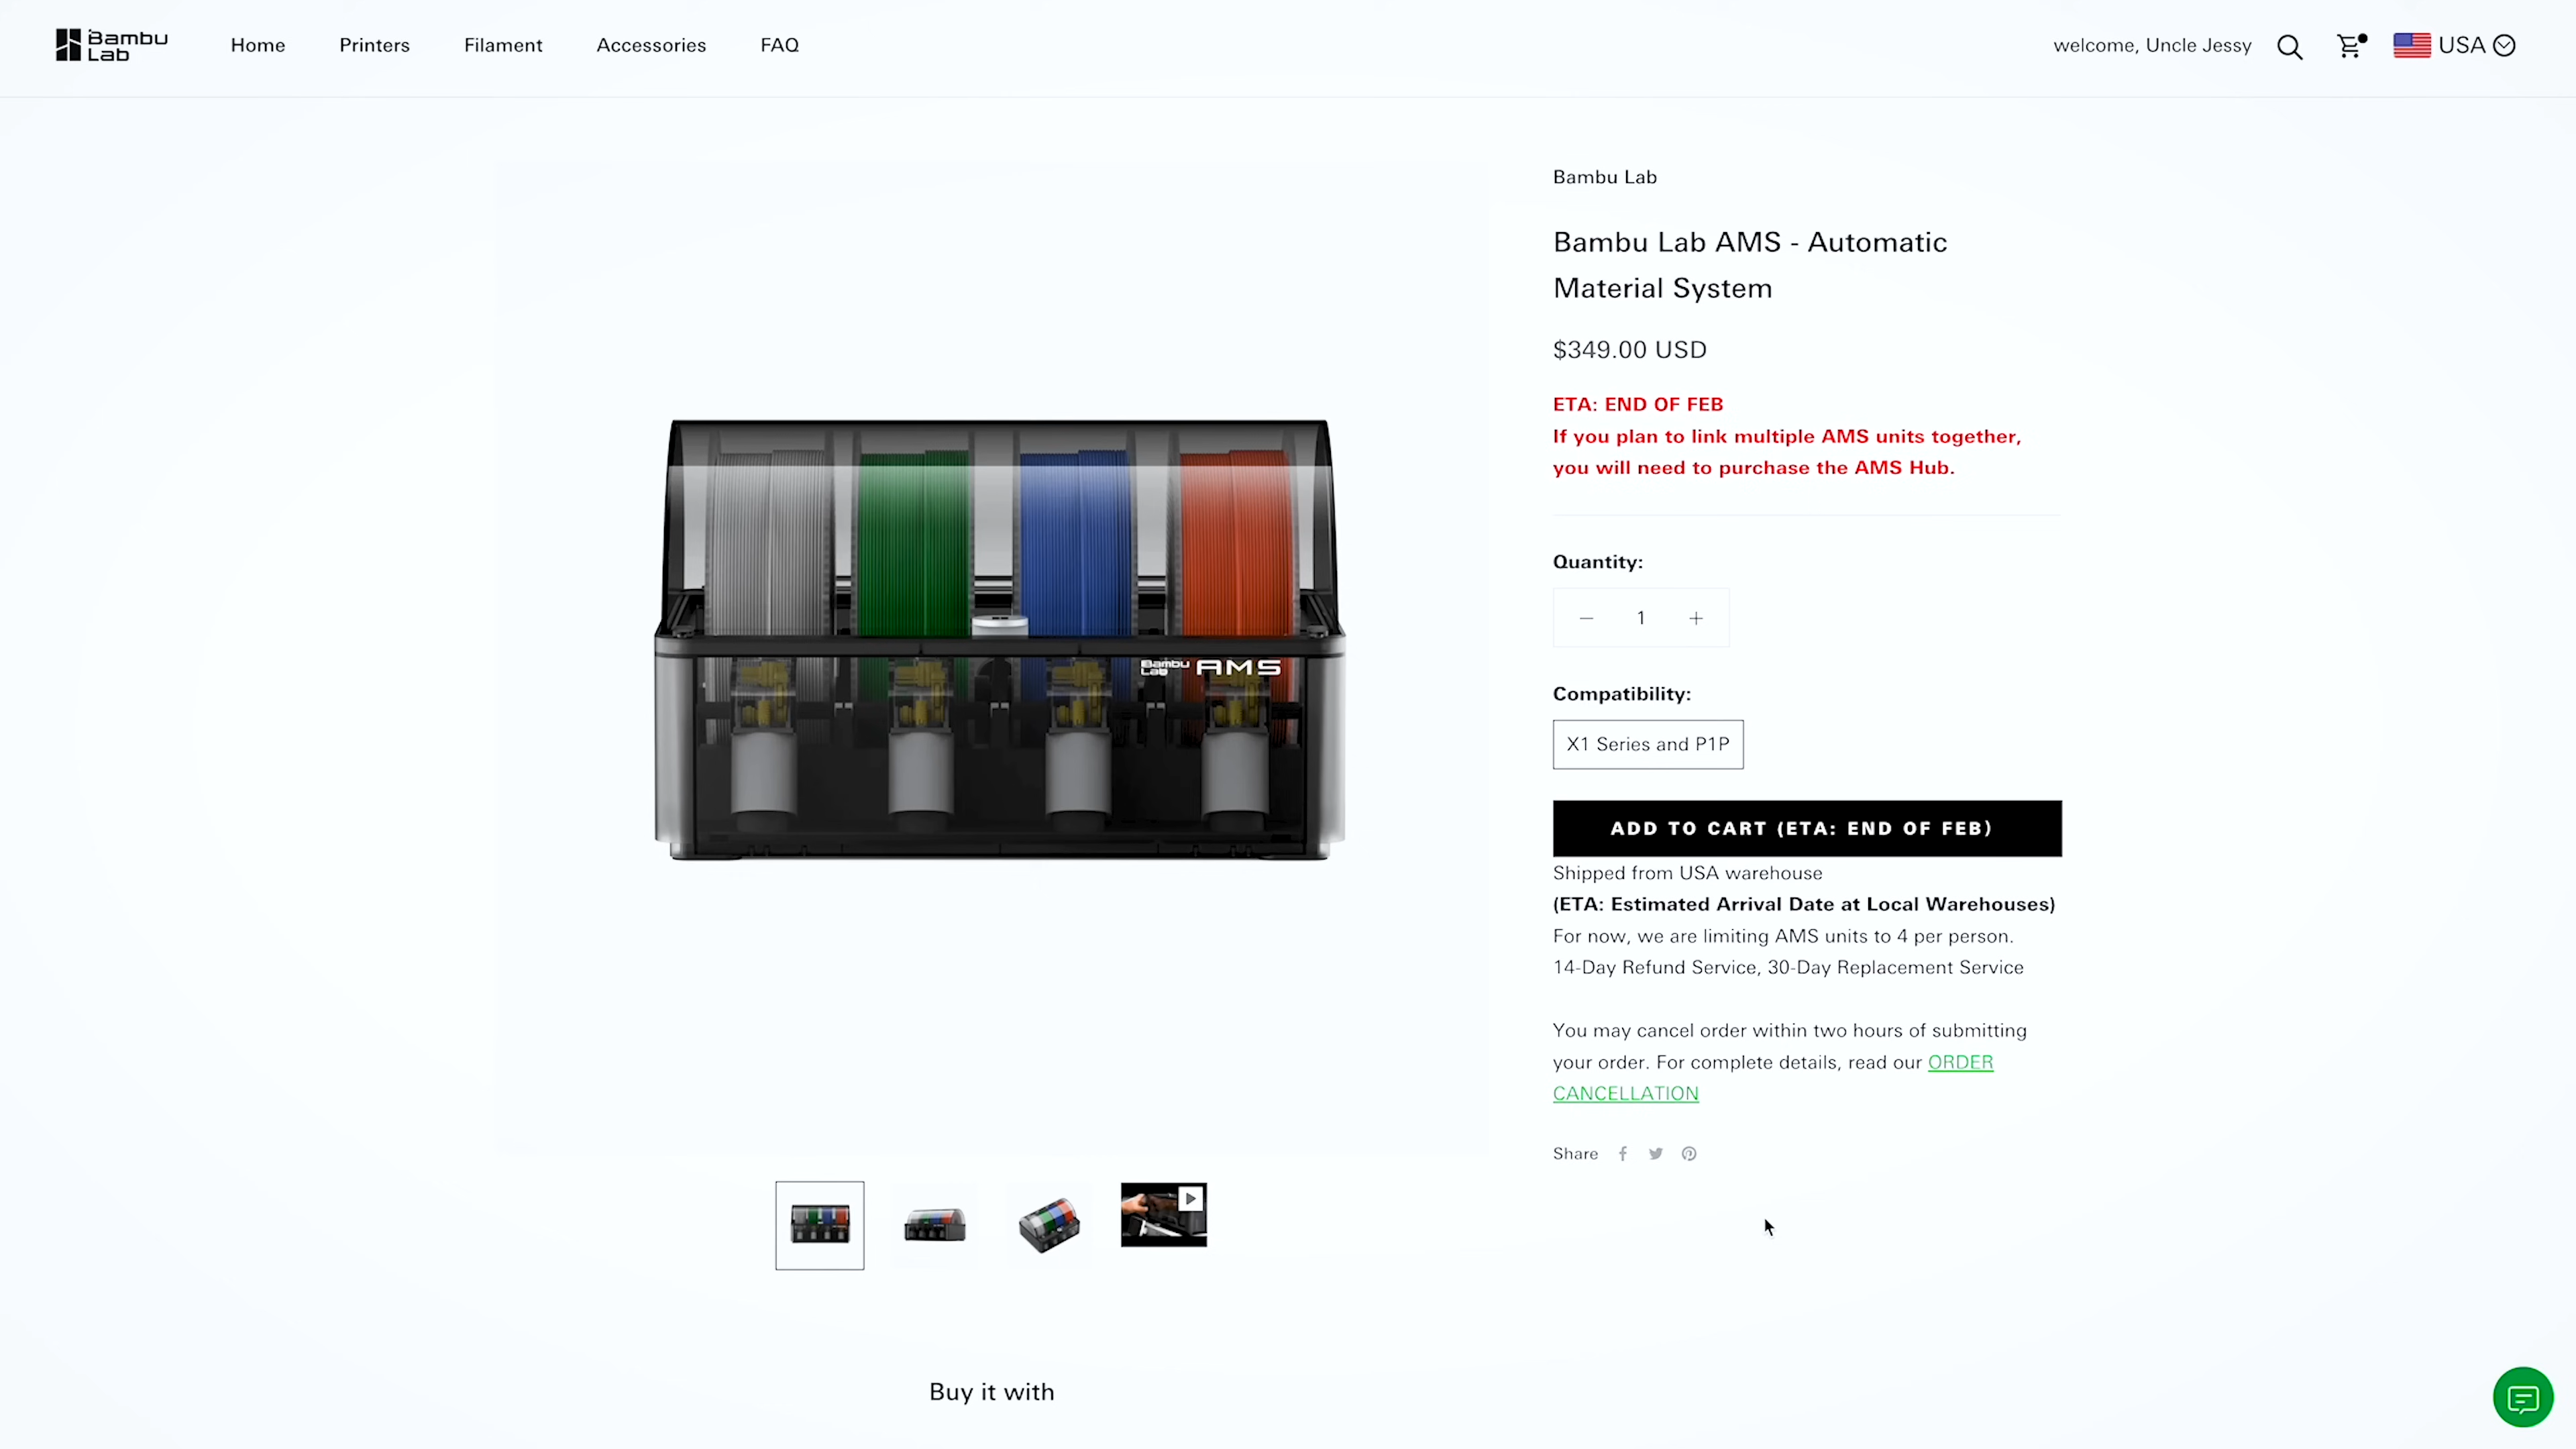 Bambu
Lab
Home
Printers
Filament
Accessories
FAQ
welcome, Uncle Jessy
USA
Bambu Lab
Bambu Lab AMS - Automatic
Material System
$349.00 USD
ETA: END OF FEB
If you plan to link multiple AMS units together,
you will need to purchase the AMS Hub.
Quantity:
1
Compatibility:
X1 Series and P1P
ADD TO CART (ETA: END OF FEB)
Shipped from USA warehouse
(ETA: Estimated Arrival Date at Local Warehouses)
For now, we are limiting AMS units to 4 per person.
14-Day Refund Service, 30-Day Replacement Service
You may cancel order within two hours of submitting
your order. For complete details, read our ORDER
CANCELLATION
Share
Bambu
Lab
AMS
Buy it with